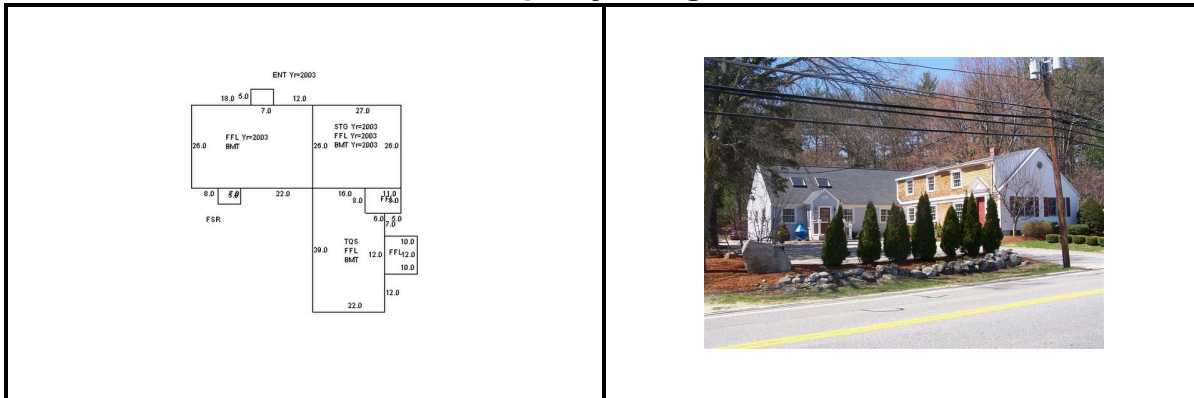 ENT Yr=2003
18.0 5.0 12.0
7.0 27.0
STG Yr=2003
FFL Yr=2003 FFL Yr=2003
26.0 BMT 26.0 BMT Yr=2003 26.0
8.0 22.0 16.0 11.0
8.0
FSR 6.0 5.0
7.0
TQS 10.0
39.0 FFL 12.0 FFL 12.0
BMT 10.0
12.0
22.0